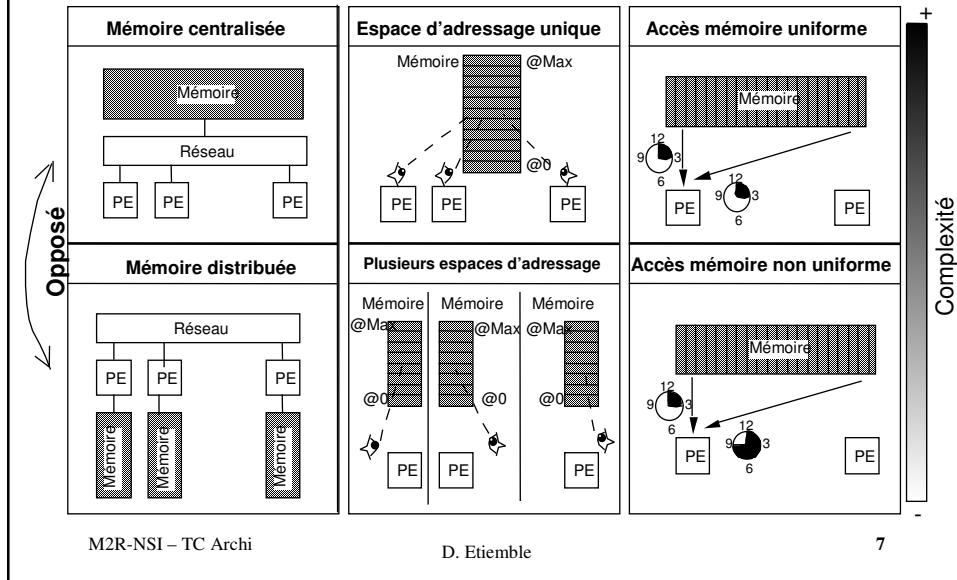 Mémoire centralisée
Mémoire
Réseau
PE
PE
PE
Espace d'adressage unique
Mémoire
@Max
@0
PE
PE
PE
Accès mémoire uniforme
Mémoire
12
9
3
6
12
9
3
6
PE
PE
+
Complexité
-
Opposé
Mémoire distribuée
Réseau
PE
PE
PE
Mémoire
Mémoire
Mémoire
Plusieurs espaces d'adressage
Mémoire
Mémoire
Mémoire
@Max
@Max
@Max
@0
@0
@0
PE
PE
PE
Accès mémoire non uniforme
Mémoire
12
9
3
6
12
9
3
6
PE
PE
M2R-NSI – TC Archi
D. Etiemble
7